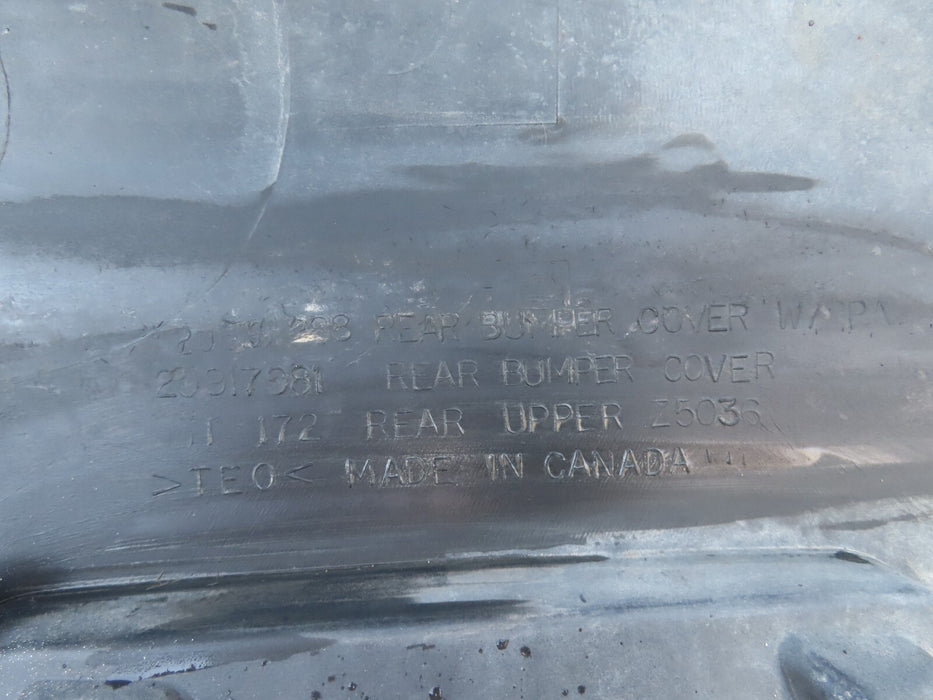 REAR BUMPER COVER
20917381 REAR BUMPER COVER
172 REAR UPPER Z5036
>TEO< MADE IN CANADA